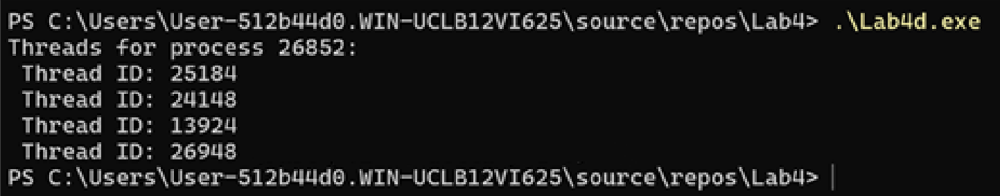 PS C:\Users\User-512b44d0.WIN-UCLB12VI625\source\repos\Lab4> .\Lab4d.exe
Threads for process 26852:
 Thread ID: 25184
 Thread ID: 24148
 Thread ID: 13924
 Thread ID: 26948
PS C:\Users\User-512b44d0.WIN-UCLB12VI625\source\repos\Lab4>